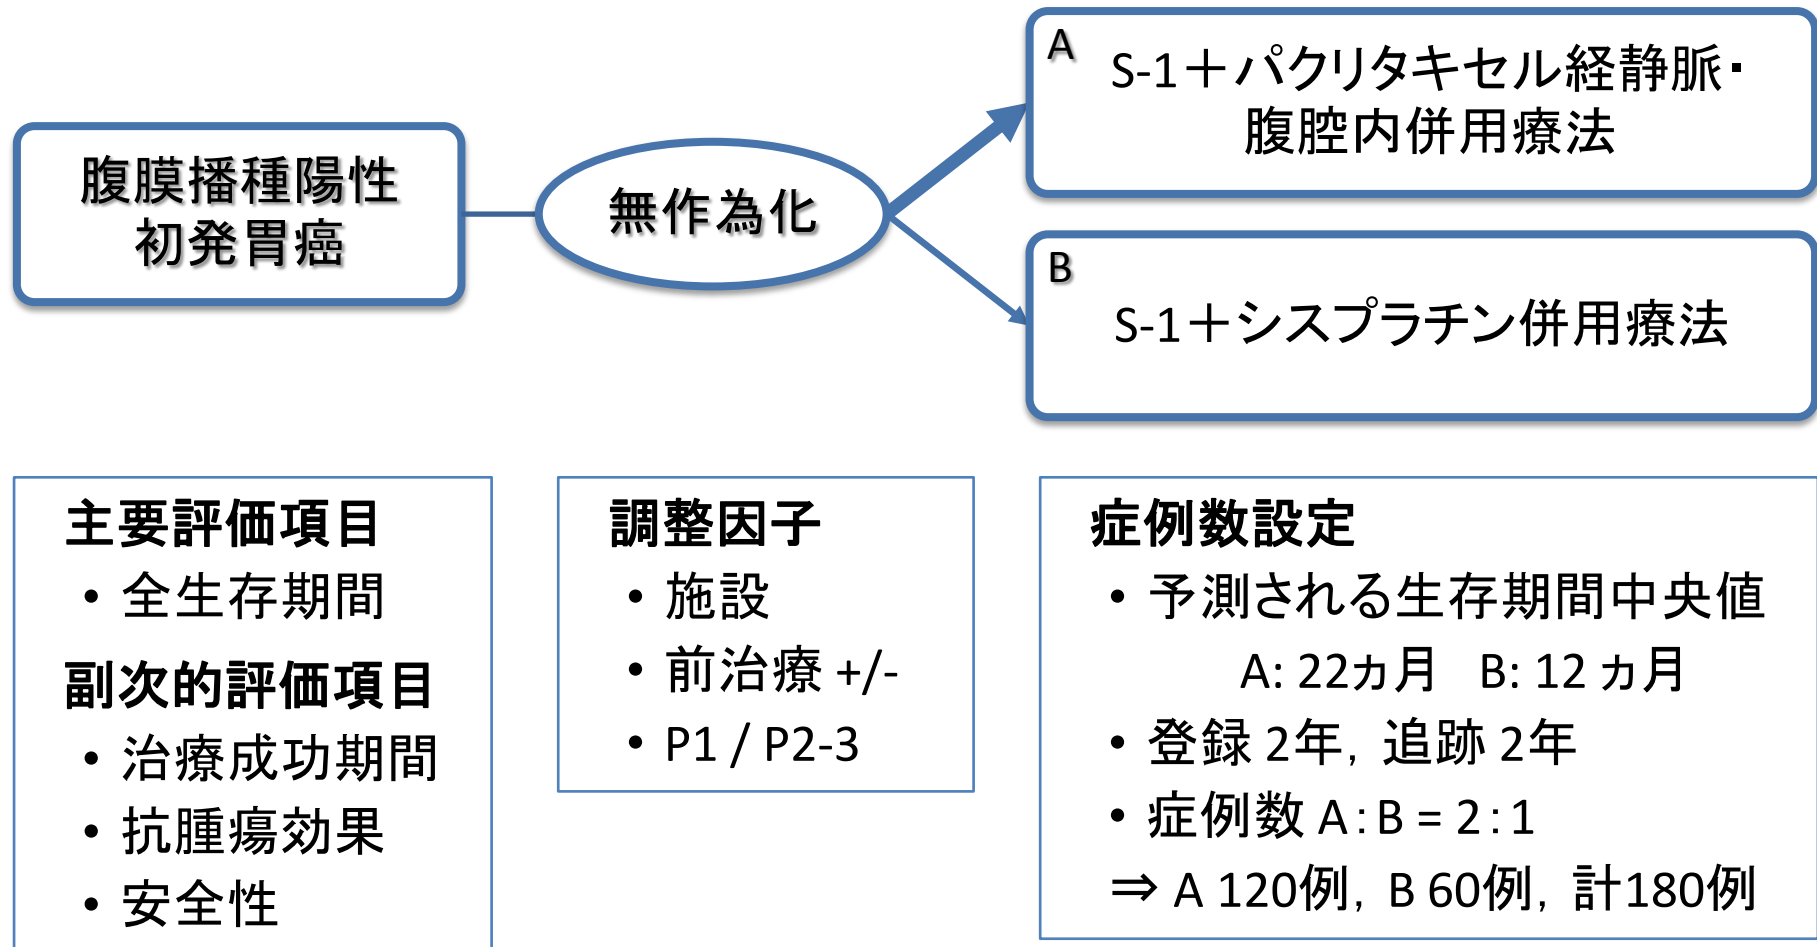 腹膜播種陽性
初発胃癌
無作為化
A
S-1＋パクリタキセル経静脈・
腹腔内併用療法
B
S-1＋シスプラチン併用療法
主要評価項目
• 全生存期間
副次的評価項目
• 治療成功期間
• 抗腫瘍効果
• 安全性
調整因子
• 施設
• 前治療 +/-
• P1 / P2-3
症例数設定
• 予測される生存期間中央値
A: 22カ月 B: 12 カ月
• 登録 2年，追跡 2年
• 症例数 A : B = 2 : 1
⇒ A 120例，B 60例，計180例